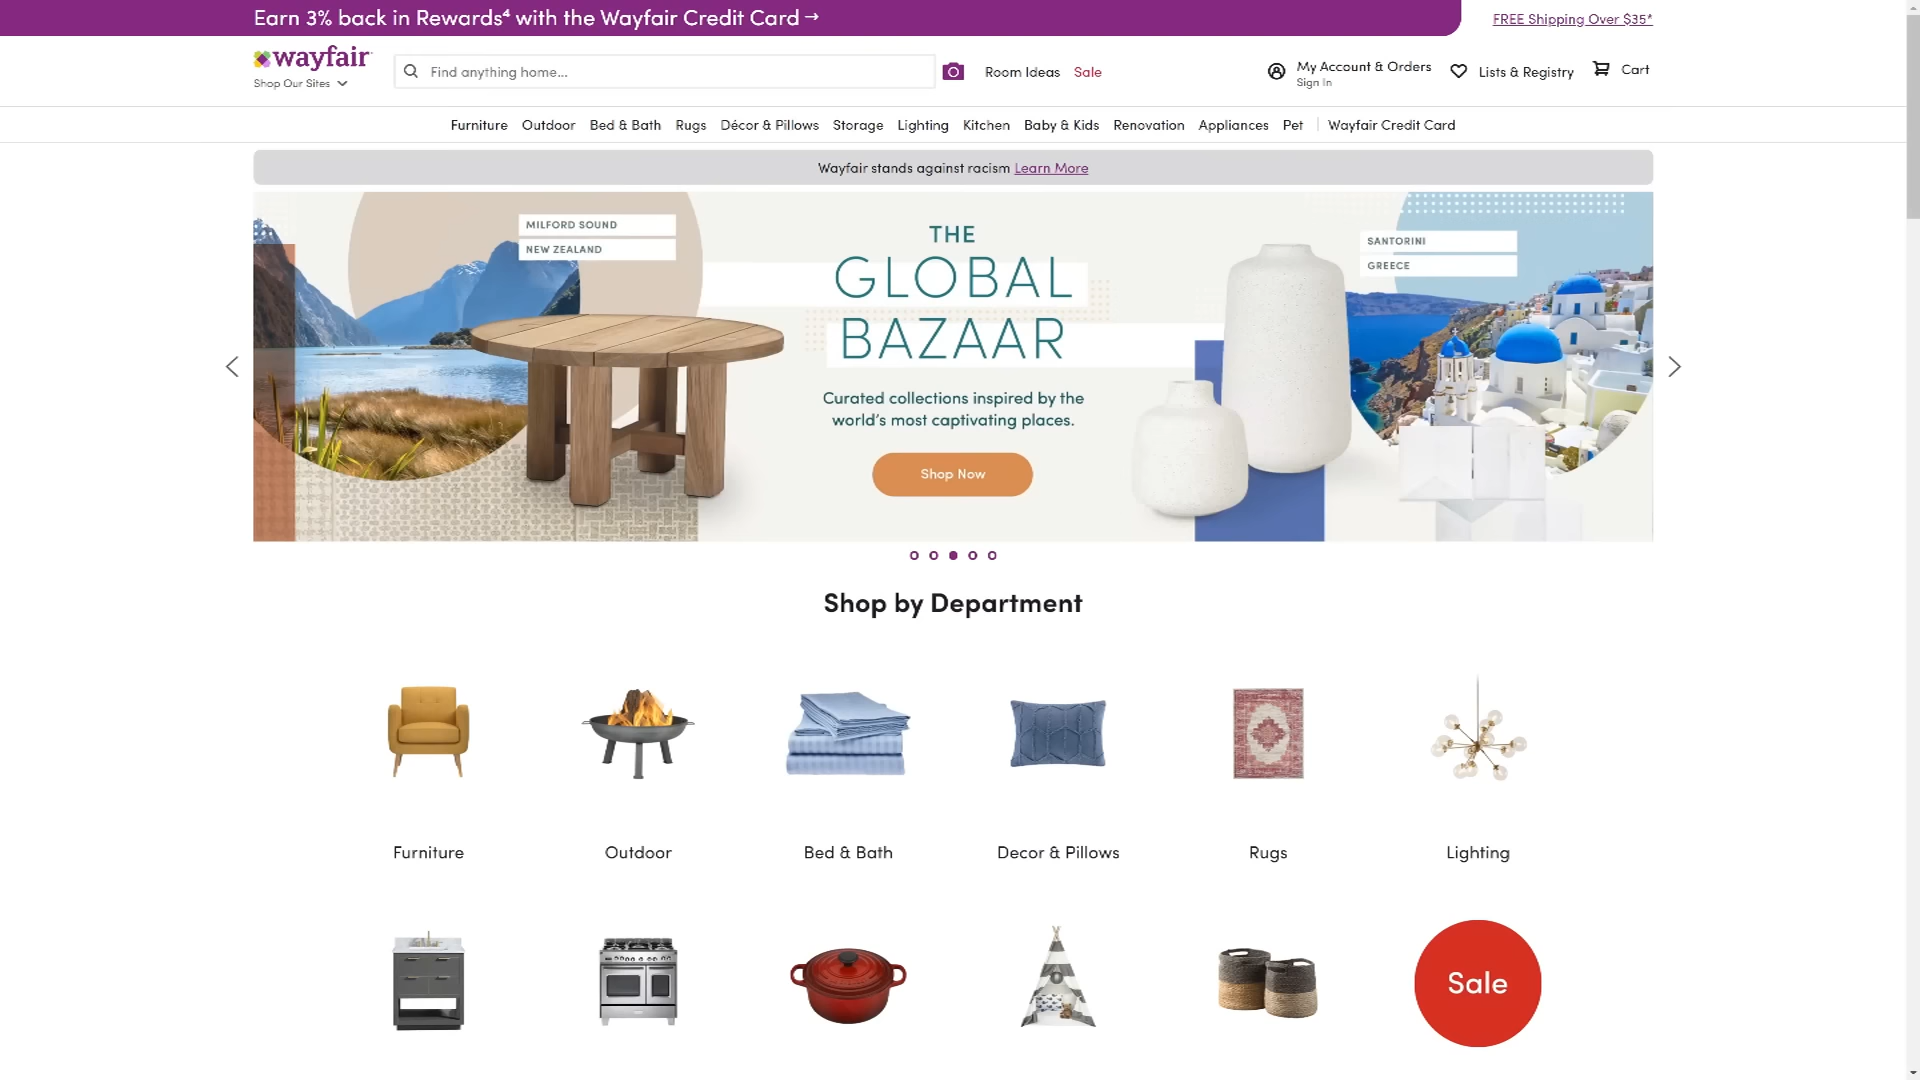 Earn 3% back in Rewards⁴ with the Wayfair Credit Card →
FREE Shipping Over $35*
wayfair
Shop Our Sites
Find anything home...
Room Ideas
Sale
My Account & Orders
Sign In
Lists & Registry
Cart
Furniture
Outdoor
Bed & Bath
Rugs
Décor & Pillows
Storage
Lighting
Kitchen
Baby & Kids
Renovation
Appliances
Pet
Wayfair Credit Card
Wayfair stands against racism Learn More
MILFORD SOUND
NEW ZEALAND
THE
GLOBAL
BAZAAR
Curated collections inspired by the
world's most captivating places.
Shop Now
SANTORINI
GREECE
Shop by Department
Furniture
Outdoor
Bed & Bath
Decor & Pillows
Rugs
Lighting
Sale